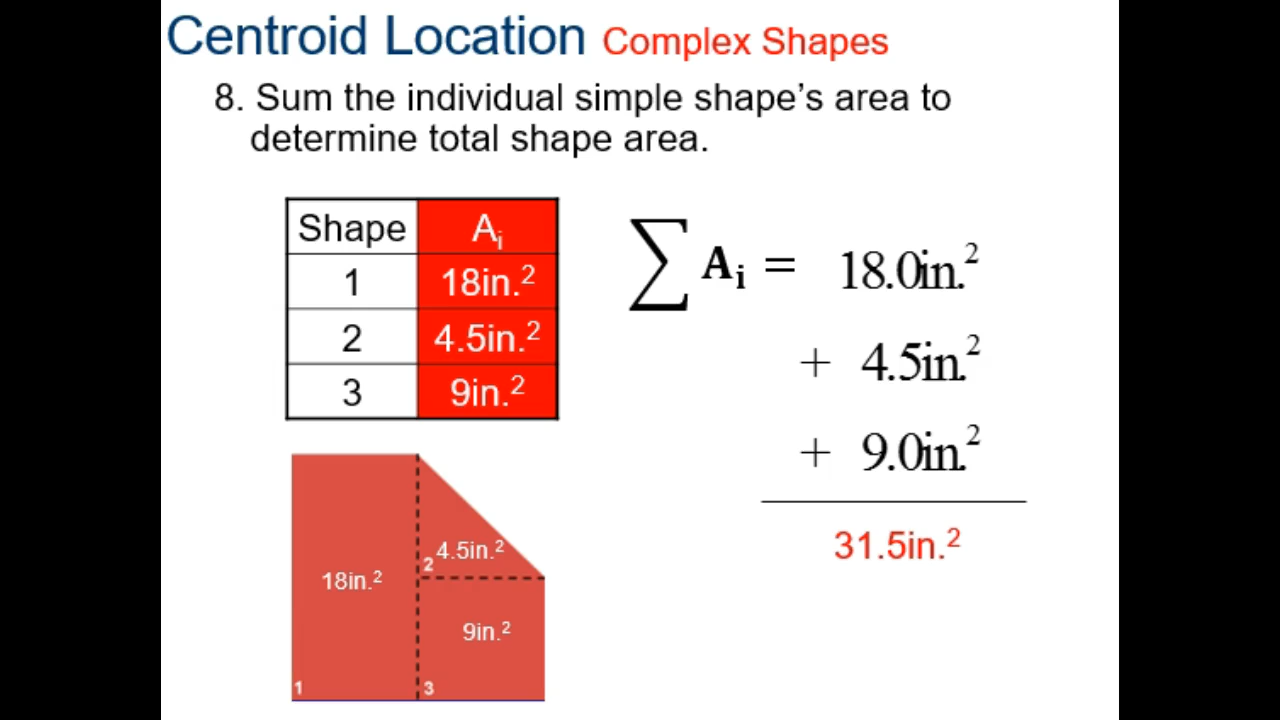 Centroid Location Complex Shapes
8. Sum the individual simple shape’s area to
determine total shape area.
Shape Aᵢ
1 18in.²
2 4.5in.²
3 9in.²
∑ Aᵢ = 18.0in.²
+ 4.5in.²
+ 9.0in.²
31.5in.²
4.5in.²
2
18in.²
9in.²
1 3